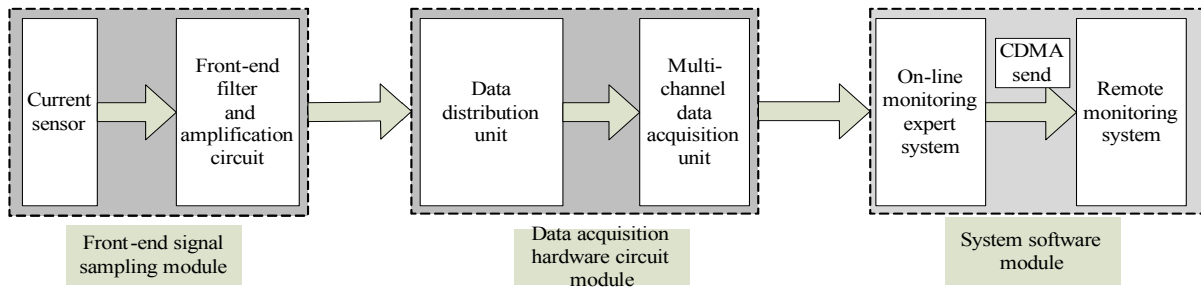 Current
sensor
Front-end
filter
and
amplification
circuit
Data
distribution
unit
Multi-
channel
data
acquisition
unit
On-line
monitoring
expert
system
CDMA
send
Remote
monitoring
system
Front-end signal
sampling module
Data acquisition
hardware circuit
module
System software
module